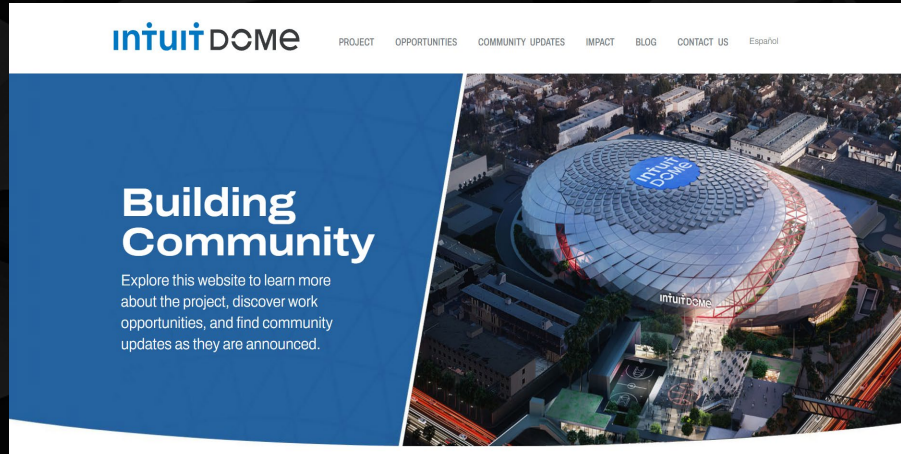 intuit DOME
PROJECT OPPORTUNITIES COMMUNITY UPDATES IMPACT BLOG CONTACT US Español
Building
Community
Explore this website to learn more
about the project, discover work
opportunities, and find community
updates as they are announced.
intuit
DOME
intuit DOME